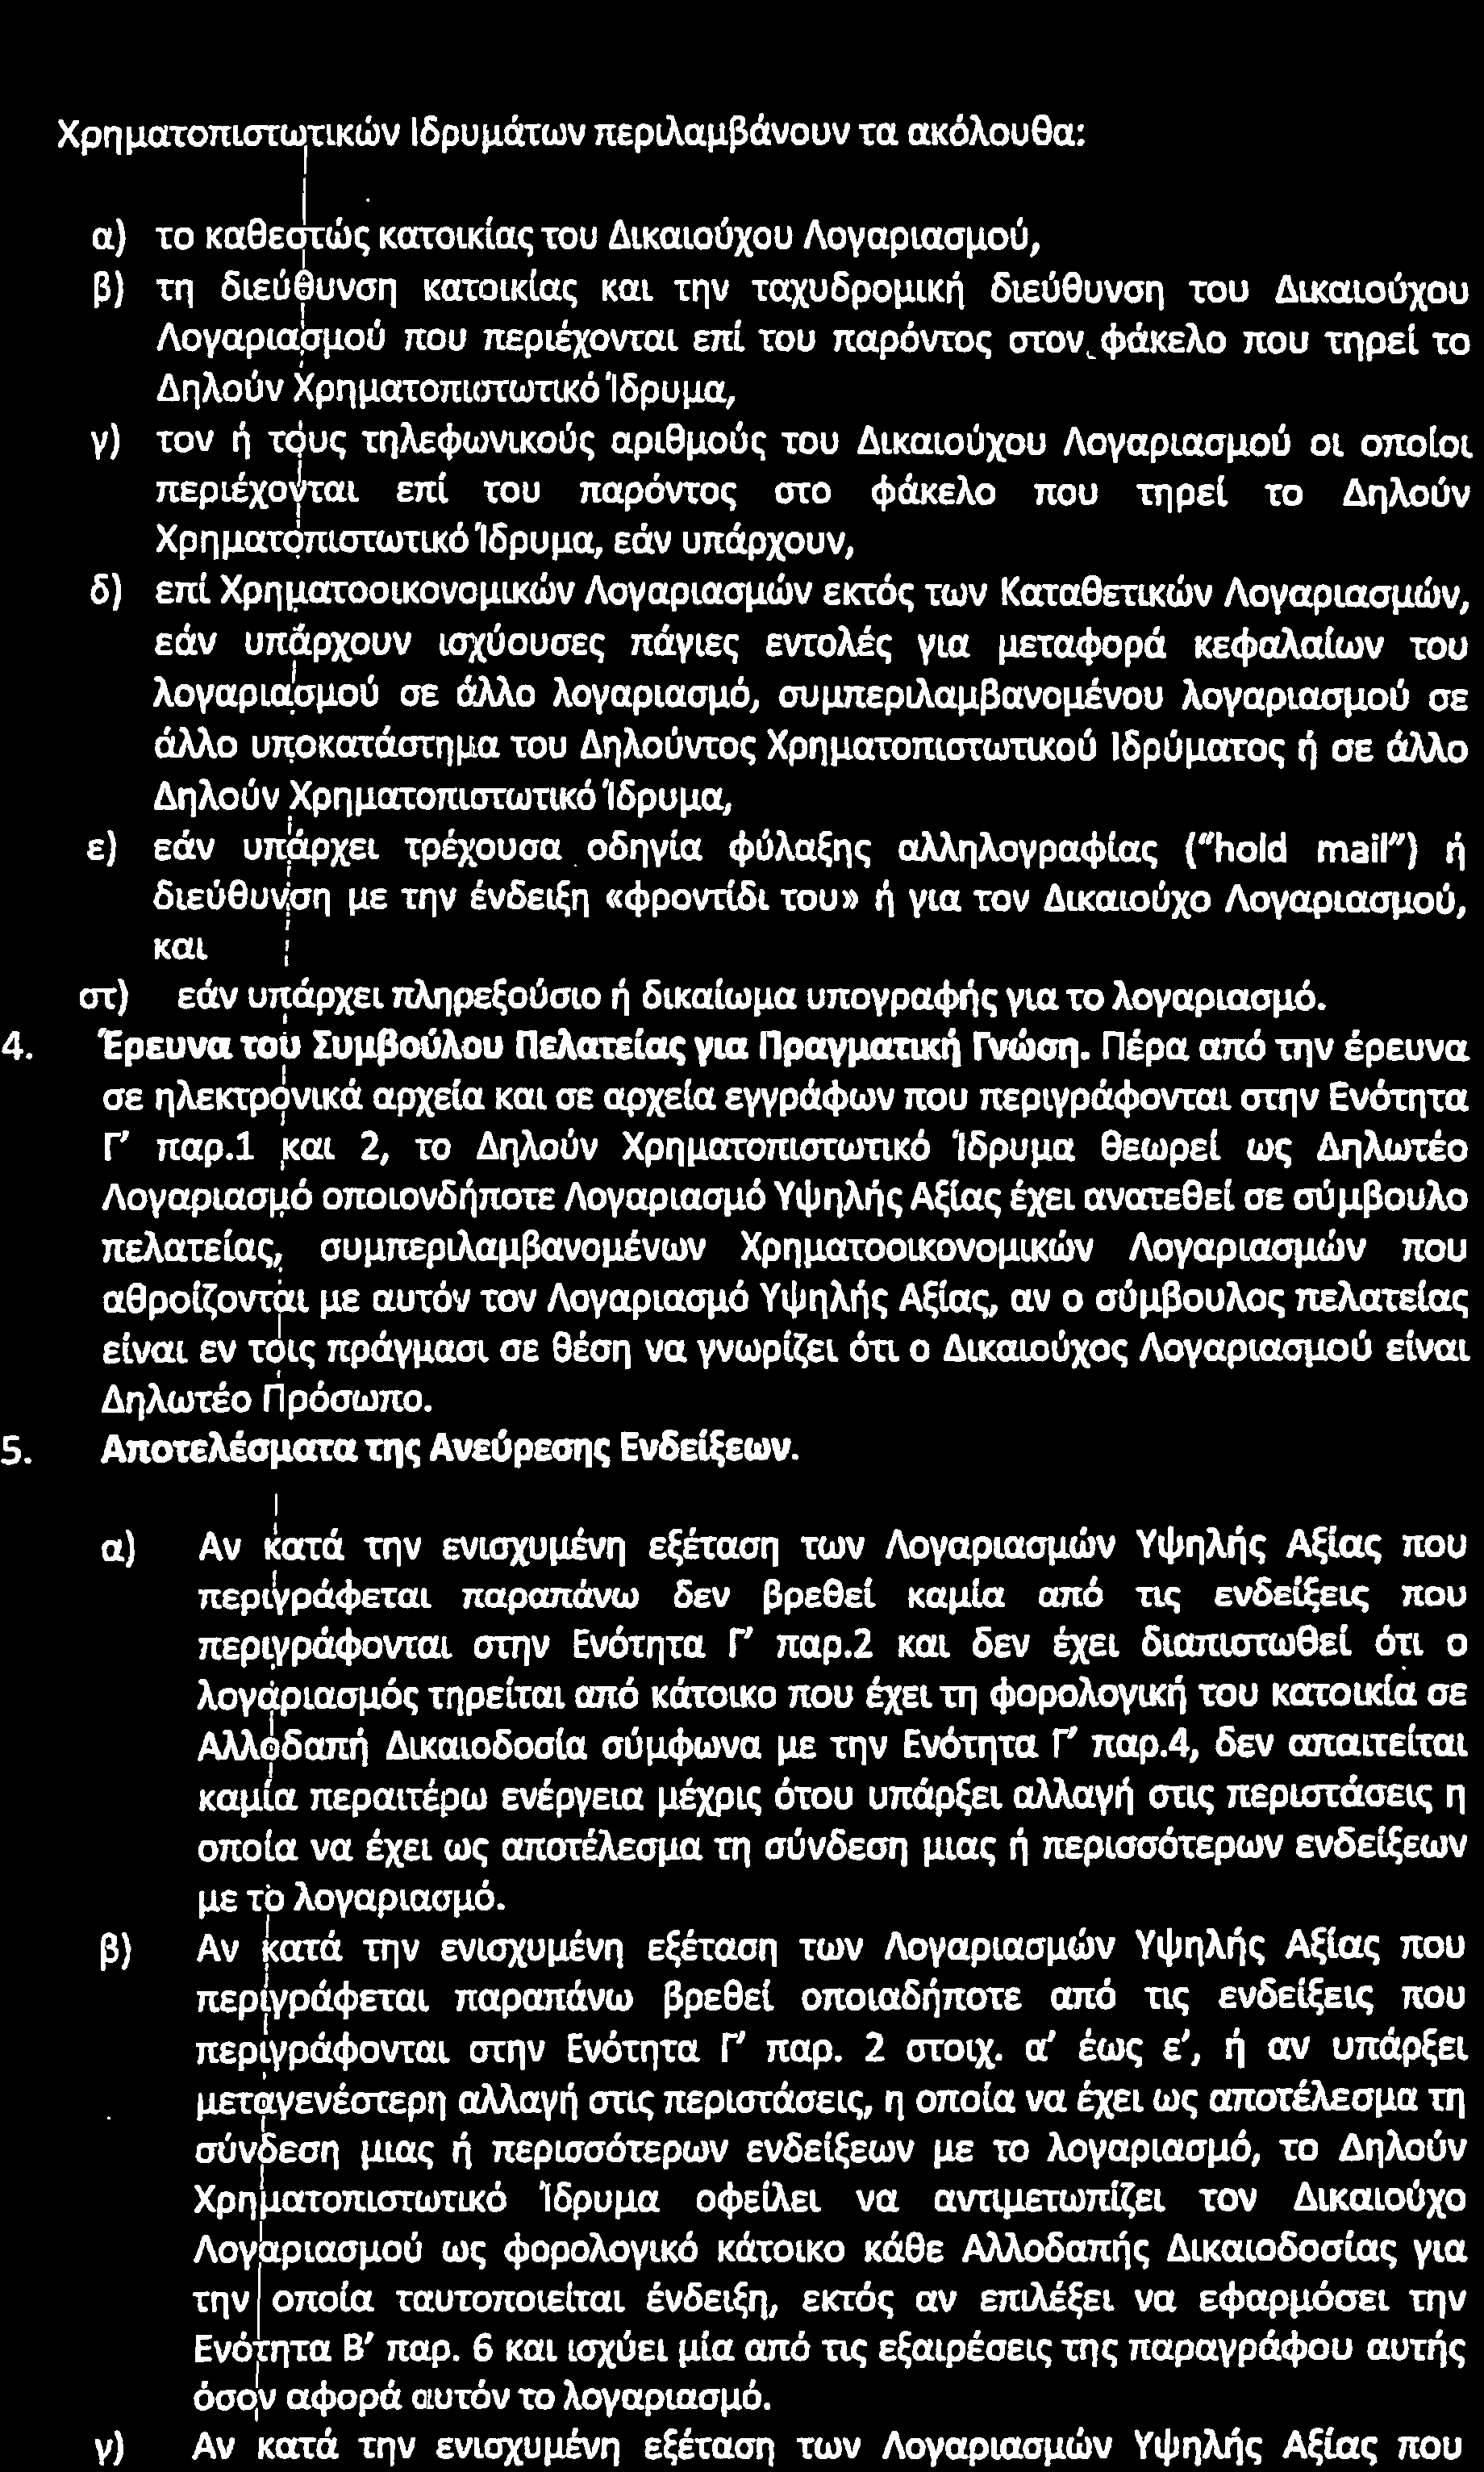 Χρηματοπιστωτικών Ιδρυμάτων περιλαμβάνουν τα ακόλουθα:
α) το καθεστώς κατοικίας του Δικαιούχου Λογαριασμού,
β) τη διεύθυνση κατοικίας και την ταχυδρομική διεύθυνση του Δικαιούχου
Λογαριασμού που περιέχονται επί του παρόντος στον φάκελο που τηρεί το
Δηλούν Χρηματοπιστωτικό Ίδρυμα,
γ) τον ή τους τηλεφωνικούς αριθμούς του Δικαιούχου Λογαριασμού οι οποίοι
περιέχονται επί του παρόντος στο φάκελο που τηρεί το Δηλούν
Χρηματοπιστωτικό Ίδρυμα, εάν υπάρχουν,
δ) επί Χρηματοοικονομικών Λογαριασμών εκτός των Καταθετικών Λογαριασμών,
εάν υπάρχουν ισχύουσες πάγιες εντολές για μεταφορά κεφαλαίων του
λογαριασμού σε άλλο λογαριασμό, συμπεριλαμβανομένου λογαριασμού σε
άλλο υποκατάστημα του Δηλούντος Χρηματοπιστωτικού Ιδρύματος ή σε άλλο
Δηλούν Χρηματοπιστωτικό Ίδρυμα,
ε) εάν υπάρχει τρέχουσα οδηγία φύλαξης αλληλογραφίας ("hold mail") ή
διεύθυνση με την ένδειξη «φροντίδι του» ή για τον Δικαιούχο Λογαριασμού,
και
στ) εάν υπάρχει πληρεξούσιο ή δικαίωμα υπογραφής για το λογαριασμό.
4. Έρευνα του Συμβούλου Πελατείας για Πραγματική Γνώση. Πέρα από την έρευνα
σε ηλεκτρονικά αρχεία και σε αρχεία εγγράφων που περιγράφονται στην Ενότητα
Γ' παρ.1 και 2, το Δηλούν Χρηματοπιστωτικό Ίδρυμα θεωρεί ως Δηλωτέο
Λογαριασμό οποιονδήποτε Λογαριασμό Υψηλής Αξίας έχει ανατεθεί σε σύμβουλο
πελατείας, συμπεριλαμβανομένων Χρηματοοικονομικών Λογαριασμών που
αθροίζονται με αυτόν τον Λογαριασμό Υψηλής Αξίας, αν ο σύμβουλος πελατείας
είναι εν τοις πράγμασι σε θέση να γνωρίζει ότι ο Δικαιούχος Λογαριασμού είναι
Δηλωτέο Πρόσωπο.
5. Αποτελέσματα της Ανεύρεσης Ενδείξεων.
α) Αν κατά την ενισχυμένη εξέταση των Λογαριασμών Υψηλής Αξίας που
περιγράφεται παραπάνω δεν βρεθεί καμία από τις ενδείξεις που
περιγράφονται στην Ενότητα Γ' παρ.2 και δεν έχει διαπιστωθεί ότι ο
λογαριασμός τηρείται από κάτοικο που έχει τη φορολογική του κατοικία σε
Αλλοδαπή Δικαιοδοσία σύμφωνα με την Ενότητα Γ' παρ.4, δεν απαιτείται
καμία περαιτέρω ενέργεια μέχρις ότου υπάρξει αλλαγή στις περιστάσεις η
οποία να έχει ως αποτέλεσμα τη σύνδεση μιας ή περισσότερων ενδείξεων
με το λογαριασμό.
β) Αν κατά την ενισχυμένη εξέταση των Λογαριασμών Υψηλής Αξίας που
περιγράφεται παραπάνω βρεθεί οποιαδήποτε από τις ενδείξεις που
περιγράφονται στην Ενότητα Γ' παρ. 2 στοιχ. α' έως ε', ή αν υπάρξει
μεταγενέστερη αλλαγή στις περιστάσεις, η οποία να έχει ως αποτέλεσμα τη
σύνδεση μιας ή περισσότερων ενδείξεων με το λογαριασμό, το Δηλούν
Χρηματοπιστωτικό Ίδρυμα οφείλει να αντιμετωπίζει τον Δικαιούχο
Λογαριασμού ως φορολογικό κάτοικο κάθε Αλλοδαπής Δικαιοδοσίας για
την οποία ταυτοποιείται ένδειξη, εκτός αν επιλέξει να εφαρμόσει την
Ενότητα Β' παρ. 6 και ισχύει μία από τις εξαιρέσεις της παραγράφου αυτής
όσον αφορά αυτόν το λογαριασμό.
γ) Αν κατά την ενισχυμένη εξέταση των Λογαριασμών Υψηλής Αξίας που